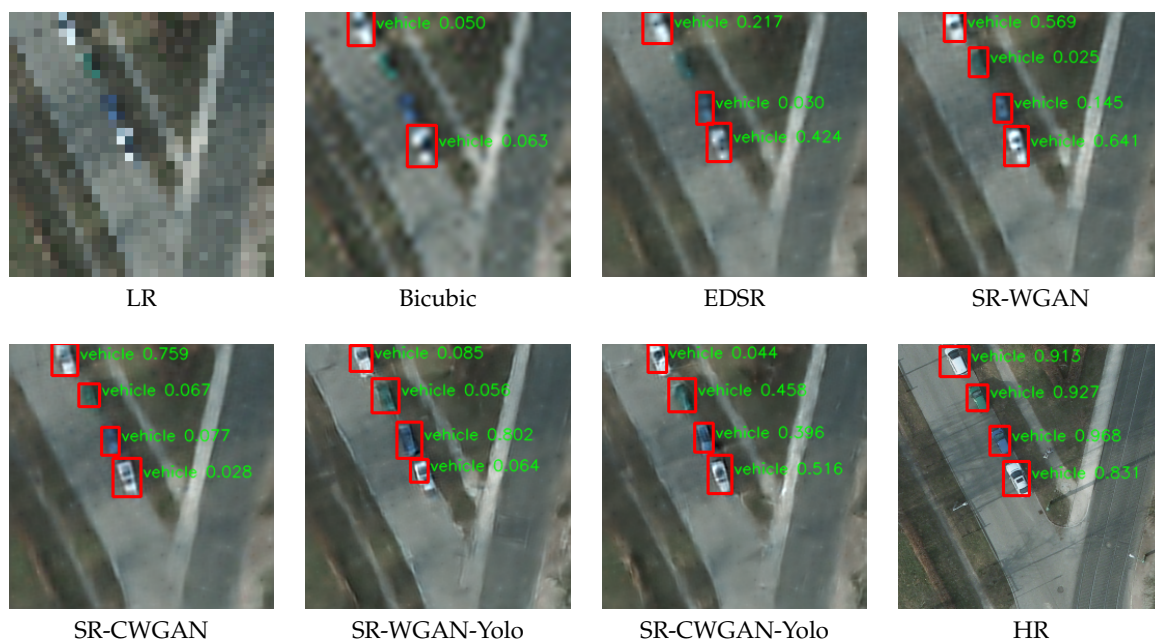 vehicle 0.050
vehicle 0.063
vehicle 0.217
vehicle 0.030
vehicle 0.424
vehicle 0.569
vehicle 0.025
vehicle 0.145
vehicle 0.641
LR
Bicubic
EDSR
SR-WGAN
vehicle 0.759
vehicle 0.067
vehicle 0.077
vehicle 0.028
vehicle 0.085
vehicle 0.056
vehicle 0.802
vehicle 0.064
vehicle 0.044
vehicle 0.458
vehicle 0.396
vehicle 0.516
vehicle 0.913
vehicle 0.927
vehicle 0.968
vehicle 0.831
SR-CWGAN
SR-WGAN-Yolo
SR-CWGAN-Yolo
HR